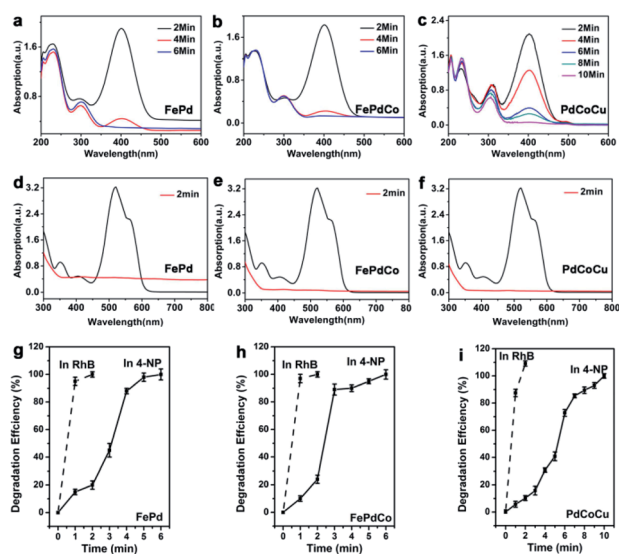 a
Absorption(a.u.)
1.6
0.8
2Min
4Min
6Min
FePd
200 300 400 500 600
Wavelength(nm)
b
Absorption(a.u.)
1.8
1.2
0.6
0.0
2Min
4Min
6Min
FePdCo
200 300 400 500 600
Wavelength(nm)
c
Absorption(a.u.)
2.4
1.6
0.8
0.0
2Min
4Min
6Min
8Min
10Min
PdCoCu
200 300 400 500 600
Wavelength(nm)
d
Absorption(a.u.)
3.2
2.4
1.6
0.8
0.0
2min
FePd
300 400 500 600 700 800
Wavelength(nm)
e
Absorption(a.u.)
3.2
2.4
1.6
0.8
0.0
2min
FePdCo
300 400 500 600 700 800
Wavelength(nm)
f
Absorption(a.u.)
3.2
2.4
1.6
0.8
0.0
2min
PdCoCu
300 400 500 600 700 800
Wavelength(nm)
g
Degradation Effciency (%)
120
100
80
60
40
20
0
In RhB
In 4-NP
FePd
0 1 2 3 4 5 6
Time (min)
h
Degradation Effciency (%)
120
100
80
60
40
20
0
In RhB
In 4-NP
FePdCo
0 1 2 3 4 5 6
Time (min)
i
Degradation Effciency (%)
120
100
80
60
40
20
0
In RhB
In 4-NP
PdCoCu
0 2 4 6 8 10
Time (min)